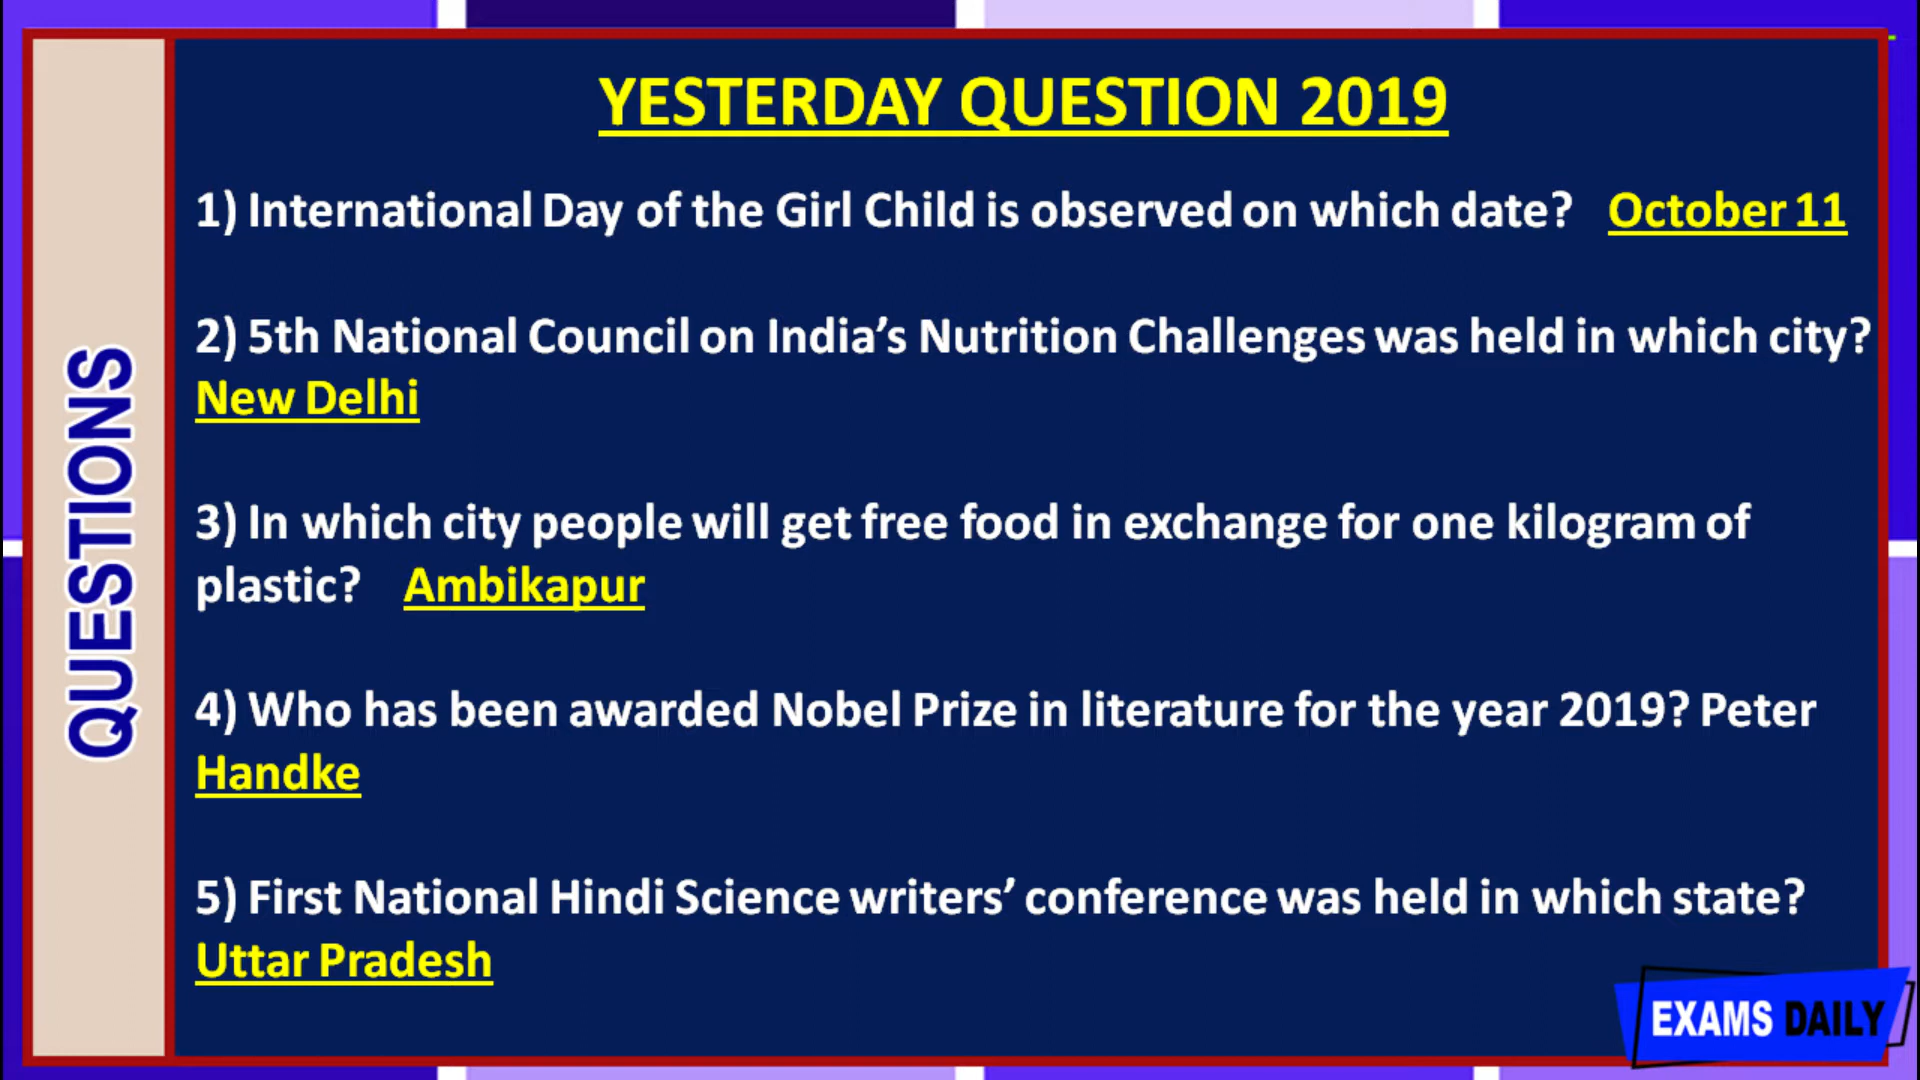 YESTERDAY QUESTION 2019
1) International Day of the Girl Child is observed on which date? October 11
2) 5th National Council on India’s Nutrition Challenges was held in which city?
New Delhi
3) In which city people will get free food in exchange for one kilogram of
plastic? Ambikapur
4) Who has been awarded Nobel Prize in literature for the year 2019? Peter
Handke
5) First National Hindi Science writers’ conference was held in which state?
Uttar Pradesh
QUESTIONS
EXAMS DAILY